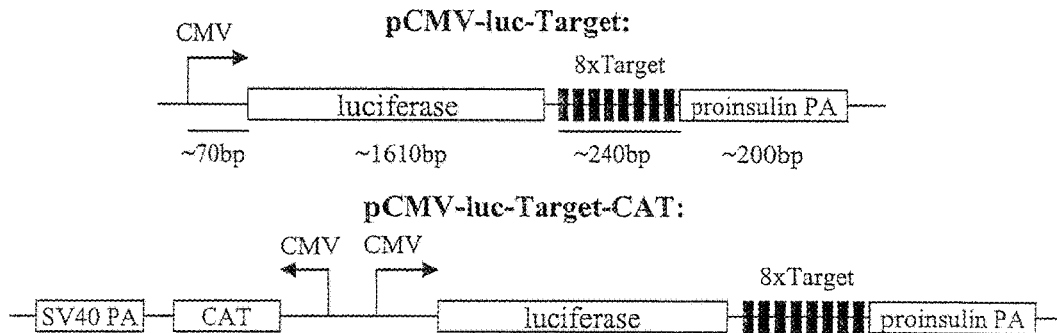 pCMV-luc-Target:
CMV
8xTarget
luciferase
proinsulin PA
~70bp
~1610bp
~240bp
~200bp
pCMV-luc-Target-CAT:
CMV
CMV
8xTarget
SV40 PA
CAT
luciferase
proinsulin PA